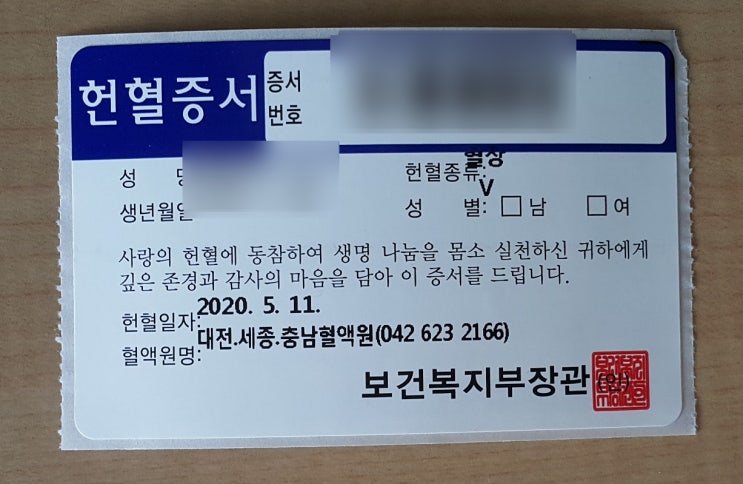 헌혈증서
증서
번호
성
헌혈종류:
혈장
생년월일
성 별: □ 남 □ 여
V
사랑의 헌혈에 동참하여 생명 나눔을 몸소 실천하신 귀하에게
깊은 존경과 감사의 마음을 담아 이 증서를 드립니다.
헌혈일자: 2020. 5. 11.
혈액원명: 대전.세종.충남혈액원(042 623 2166)
보건복지부장관 (인)